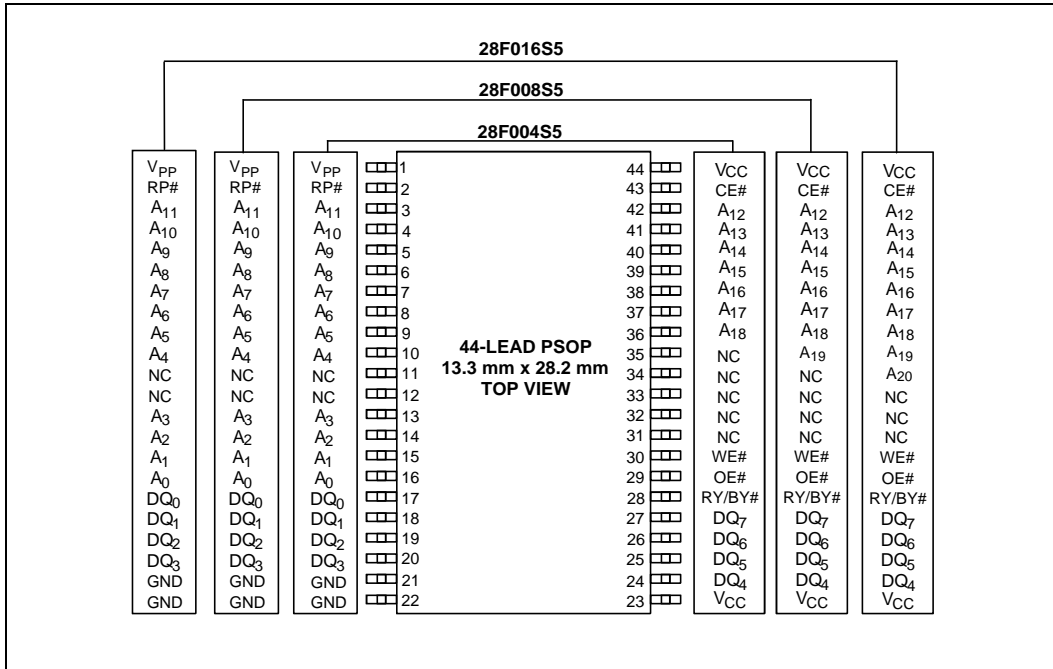 28F016S5
28F008S5
28F004S5
VPP VPP VPP 1 44 VCC VCC VCC
RP# RP# RP# 2 43 CE# CE# CE#
A11 A11 A11 3 42 A12 A12 A12
A10 A10 A10 4 41 A13 A13 A13
A9 A9 A9 5 40 A14 A14 A14
A8 A8 A8 6 39 A15 A15 A15
A7 A7 A7 7 38 A16 A16 A16
A6 A6 A6 8 37 A17 A17 A17
A5 A5 A5 9 36 A18 A18 A18
A4 A4 A4 10 44-LEAD PSOP 35 NC A19 A19
NC NC NC 11 13.3 mm x 28.2 mm 34 NC NC A20
NC NC NC 12 TOP VIEW 33 NC NC NC
A3 A3 A3 13 32 NC NC NC
A2 A2 A2 14 31 NC NC NC
A1 A1 A1 15 30 WE# WE# WE#
A0 A0 A0 16 29 OE# OE# OE#
DQ0 DQ0 DQ0 17 28 RY/BY# RY/BY# RY/BY#
DQ1 DQ1 DQ1 18 27 DQ7 DQ7 DQ7
DQ2 DQ2 DQ2 19 26 DQ6 DQ6 DQ6
DQ3 DQ3 DQ3 20 25 DQ5 DQ5 DQ5
GND GND GND 21 24 DQ4 DQ4 DQ4
GND GND GND 22 23 VCC VCC VCC